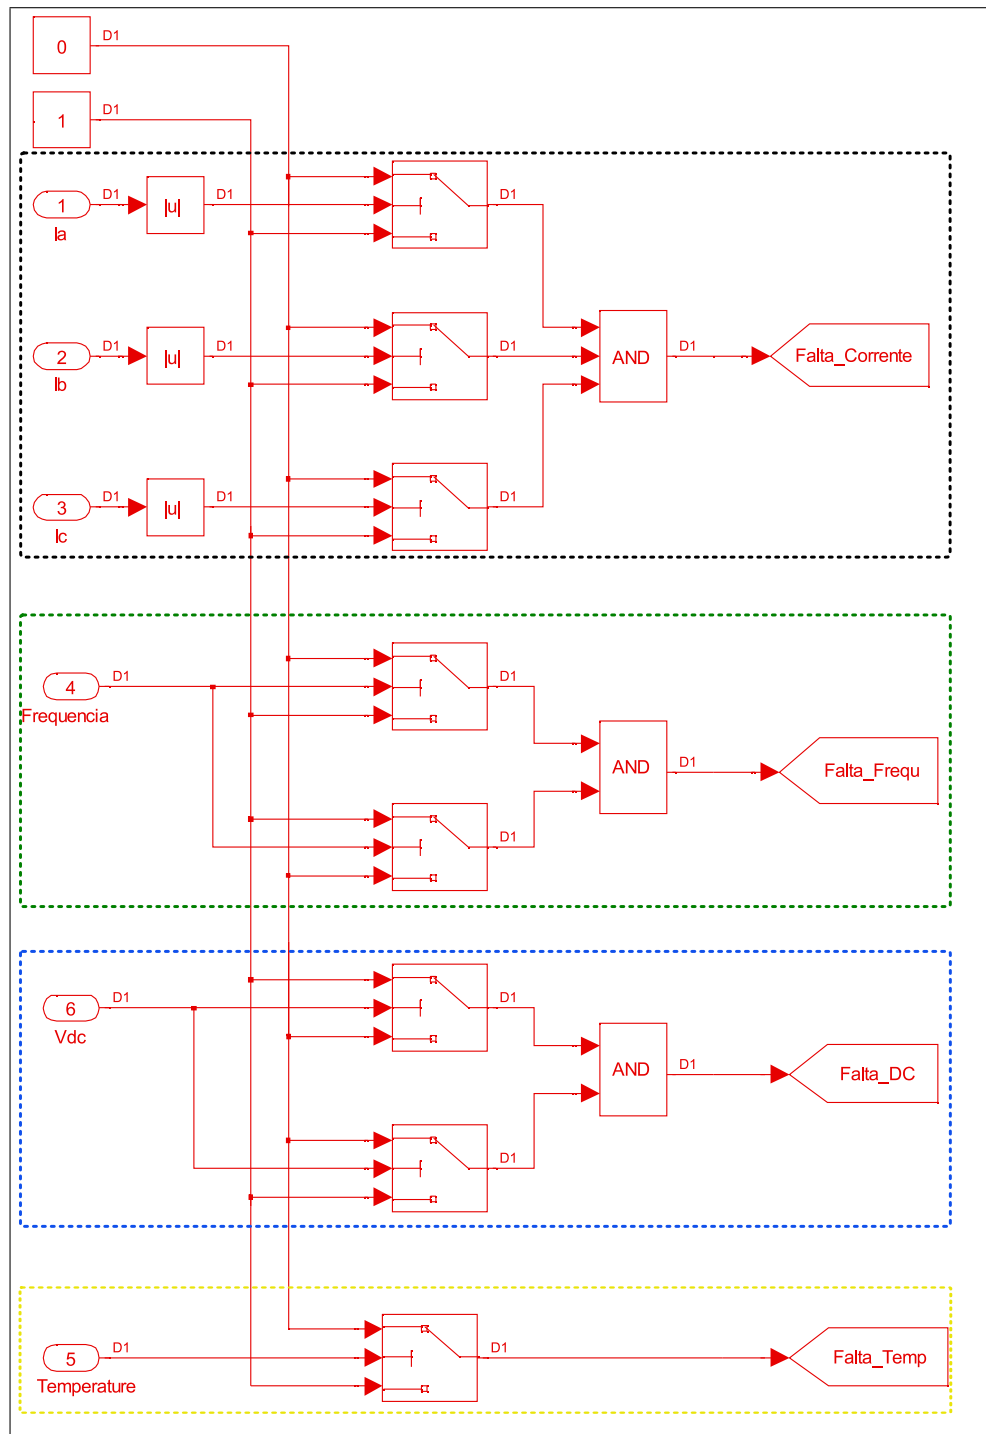 0 D1
1 D1
1 D1 |u| D1 D1
Ia
2 D1 |u| D1 D1 AND D1 Falta_Corrente
Ib
3 D1 |u| D1 D1
Ic
4 D1 D1
Frequencia
AND D1 Falta_Frequ
D1
6 D1 D1
Vdc
AND D1 Falta_DC
D1
5 D1 D1 Falta_Temp
Temperature